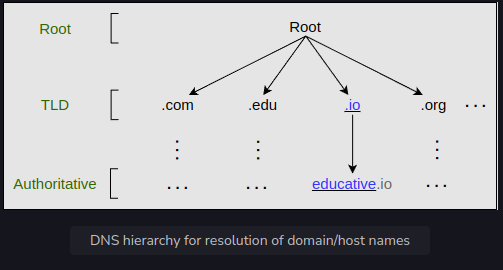 Root
Root
TLD
.com
.edu
.io
.org
...
Authoritative
...
...
educative.io
...
DNS hierarchy for resolution of domain/host names